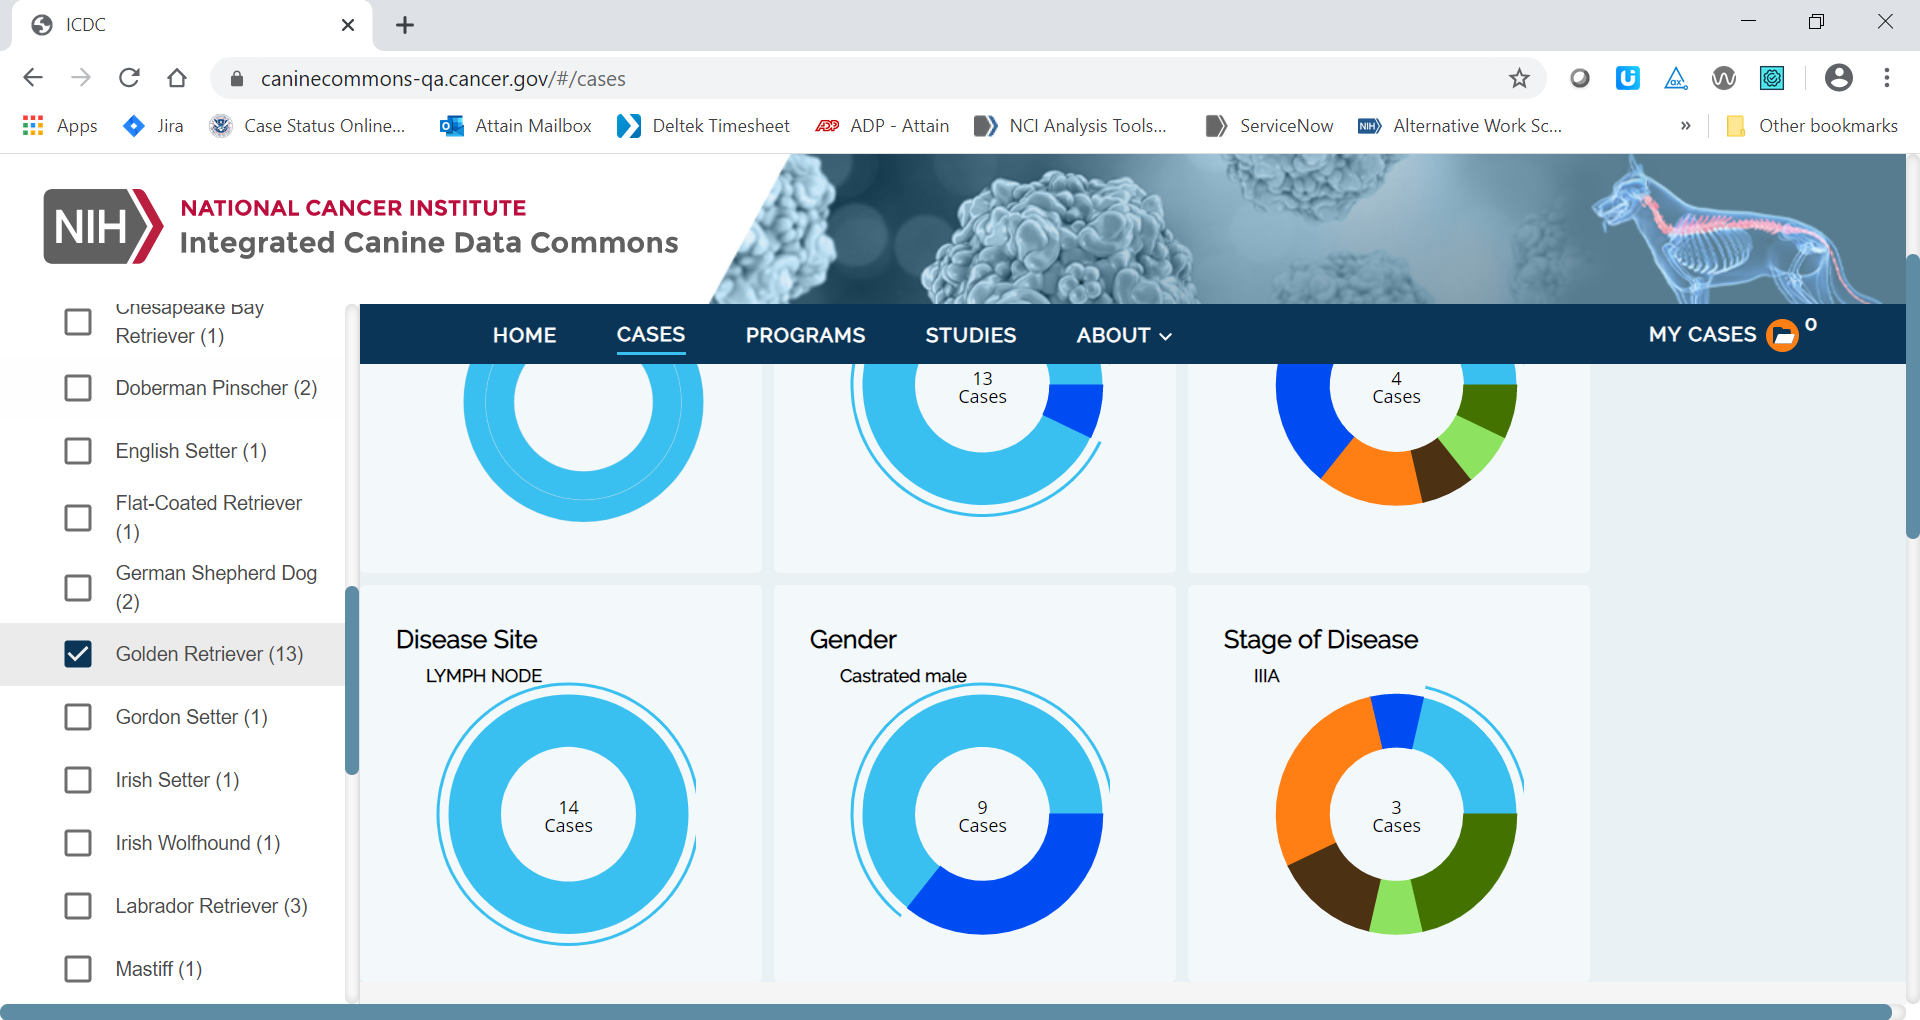 ICDC
caninecommons-qa.cancer.gov/#/cases
Apps
Jira
Case Status Online...
Attain Mailbox
Deltek Timesheet
ADP - Attain
NCI Analysis Tools...
ServiceNow
NIH
Alternative Work Sc...
»
Other bookmarks
NIH
NATIONAL CANCER INSTITUTE
Integrated Canine Data Commons
HOME
CASES
PROGRAMS
STUDIES
ABOUT
MY CASES
0
Chesapeake Bay
Retriever (1)
Doberman Pinscher (2)
English Setter (1)
Flat-Coated Retriever
(1)
German Shepherd Dog
(2)
Golden Retriever (13)
Gordon Setter (1)
Irish Setter (1)
Irish Wolfhound (1)
Labrador Retriever (3)
Mastiff (1)
13
Cases
4
Cases
Disease Site
LYMPH NODE
14
Cases
Gender
Castrated male
9
Cases
Stage of Disease
IIIA
3
Cases